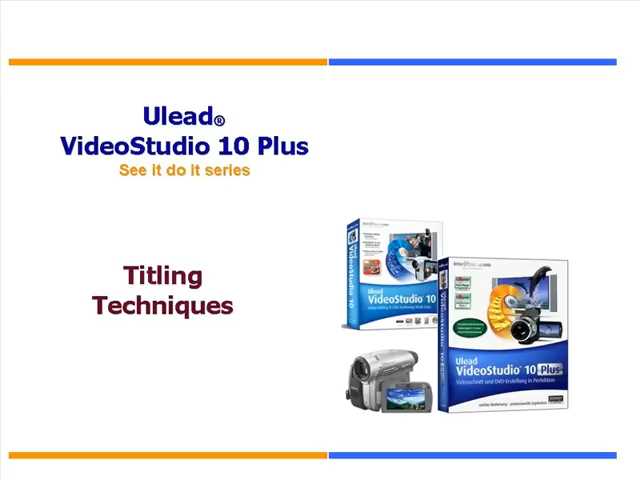 Ulead®
VideoStudio 10 Plus
See it do it series
Titling
Techniques
Ulead
VideoStudio 10
Ulead
VideoStudio 10 Plus
Videoschnitt und DVD-Erstellung in Perfektion